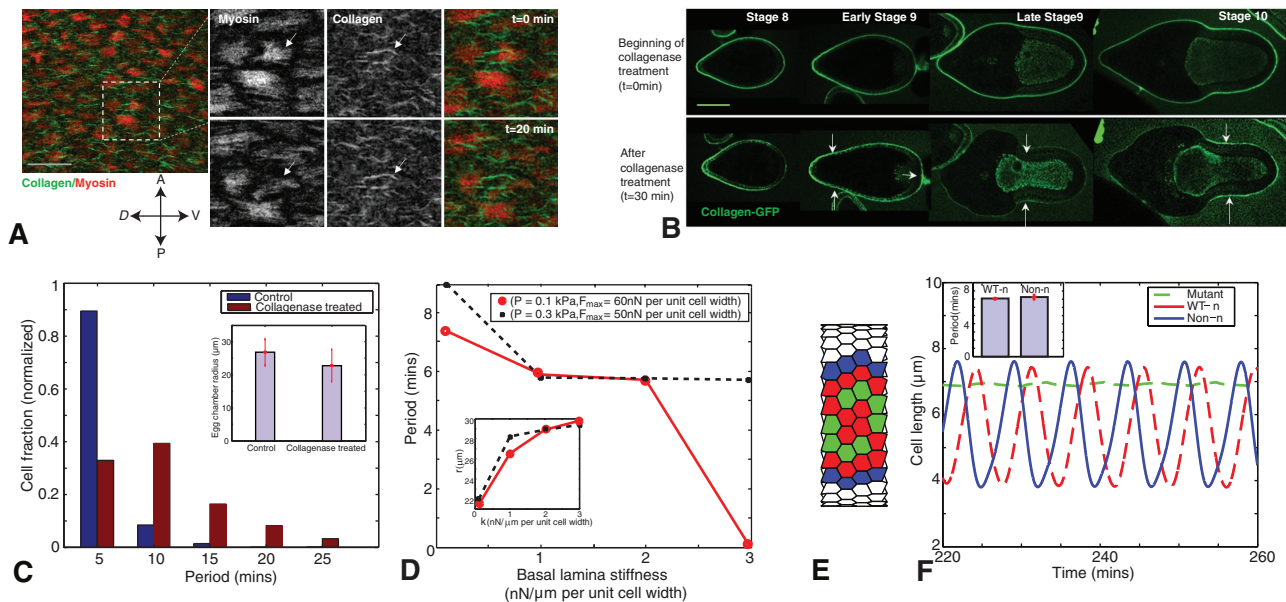 Myosin
Collagen
t=0 min
t=20 min
Collagen/Myosin
A
D
V
P
A
Stage 8
Early Stage 9
Late Stage9
Stage 10
Beginning of
collagenase
treatment
(t=0min)
After
collagenase
treatment
(t=30 min)
Collagen-GFP
B
Control
Collagenase treated
Cell fraction (normalized)
1
0.8
0.6
0.4
0.2
0
5
10
15
20
25
Period (mins)
Egg chamber radius (µm)
30
20
10
0
Control
Collagenase treated
C
(P = 0.1 kPa,Fmax= 60nN per unit cell width)
(P = 0.3 kPa,Fmax= 50nN per unit cell width)
Period (mins)
8
6
4
2
0
1
2
3
Basal lamina stiffness
(nN/µm per unit cell width)
r(µm)
30
28
26
24
22
0
1
2
3
k(nN/µm per unit cell width)
D
E
Mutant
WT-n
Non-n
Cell length (µm)
10
8
6
4
2
220
240
260
Time (mins)
Period(mins)
8
4
0
WT-n
Non-n
F